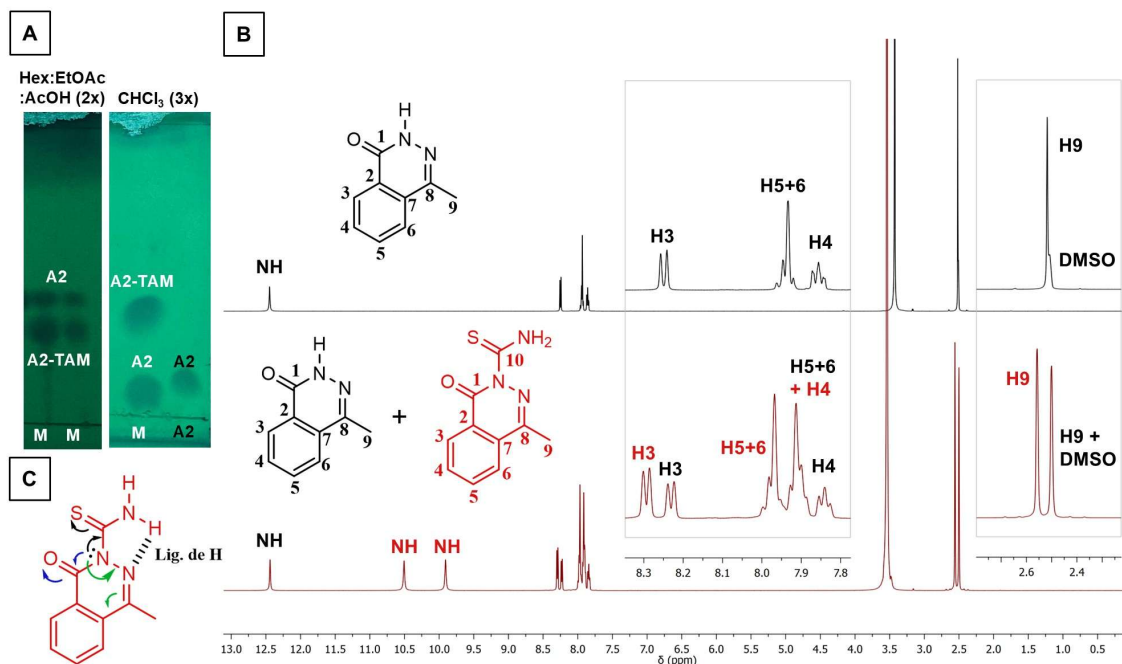 A
Hex:EtOAc
:AcOH (2x)
CHCl3 (3x)
A2
A2-TAM
M M
A2-TAM
A2 A2
M A2
B
H
O 1 N
N
2
3 8
7 9
4 6
5
NH
H3
H5+6
H4
H9
DMSO
H
O 1 N
N
2
3 8
7 9
4 6
5
+
S NH2
10
O 1 N
N
2
3 8
7 9
4 6
5
NH
NH
NH
H3
H3
H5+6
H5+6
+ H4
H4
H9
H9 +
DMSO
8.3 8.2 8.1 8.0 7.9 7.8
2.6 2.4
13.0 12.5 12.0 11.5 11.0 10.5 10.0 9.5 9.0 8.5 8.0 7.5 7.0 6.5 6.0 5.5 5.0 4.5 4.0 3.5 3.0 2.5 2.0 1.5 1.0 0.5
δ (ppm)
C
H
S N H
Lig. de H
O N N